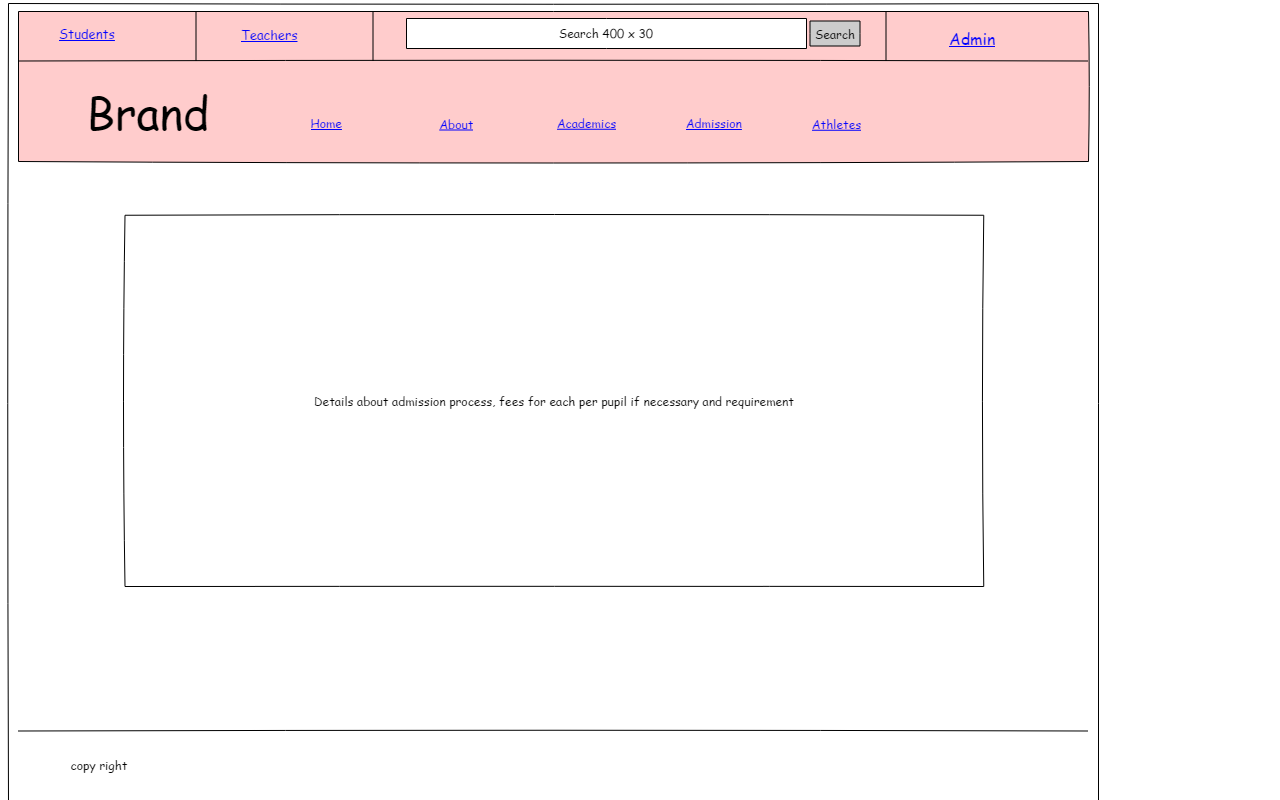 Students
Teachers
Search 400 x 30
Search
Admin
Brand
Home
About
Academics
Admission
Athletes
Details about admission process, fees for each per pupil if necessary and requirement
copy right